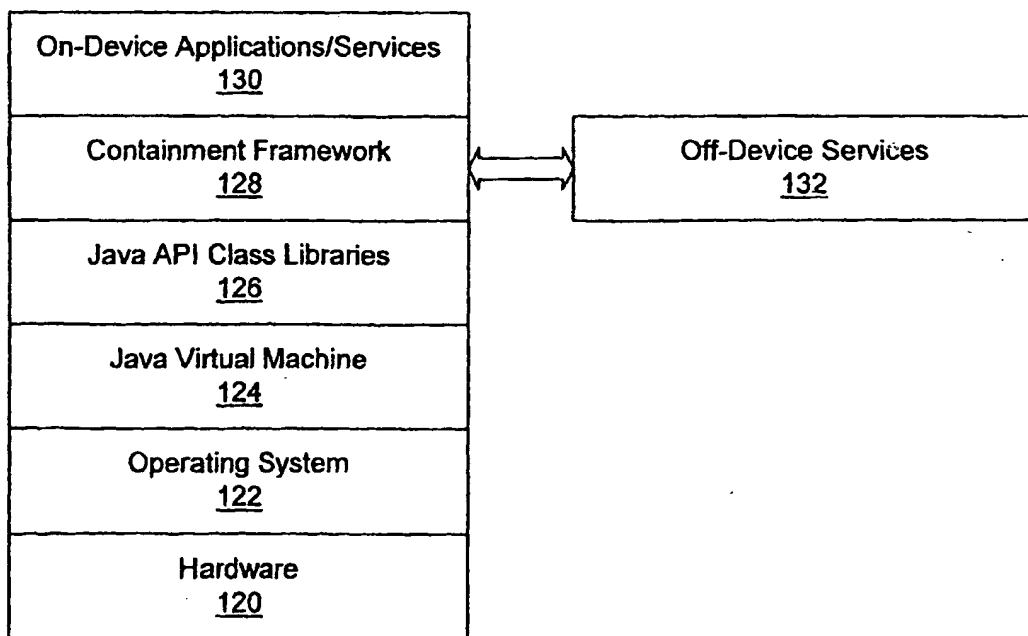 On-Device Applications/Services
130
Containment Framework
128
Off-Device Services
132
Java API Class Libraries
126
Java Virtual Machine
124
Operating System
122
Hardware
120